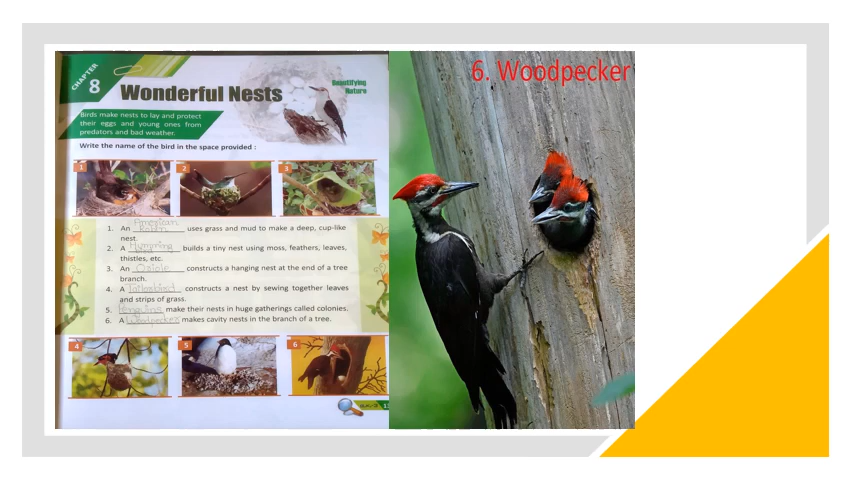 CHAPTER
8
Wonderful Nests
Beautifying
Nature
Birds make nests to lay and protect
their eggs and young ones from
predators and bad weather.
Write the name of the bird in the space provided :
1
2
3
1. An American
Robin uses grass and mud to make a deep, cup-like
nest.
2. A Humming builds a tiny nest using moss, feathers, leaves,
thistles, etc.
3. An Oriole constructs a hanging nest at the end of a tree
branch.
4. A Tailorbird constructs a nest by sewing together leaves
and strips of grass.
5. Penguins make their nests in huge gatherings called colonies.
6. A Woodpecker makes cavity nests in the branch of a tree.
4
5
6
6. Woodpecker